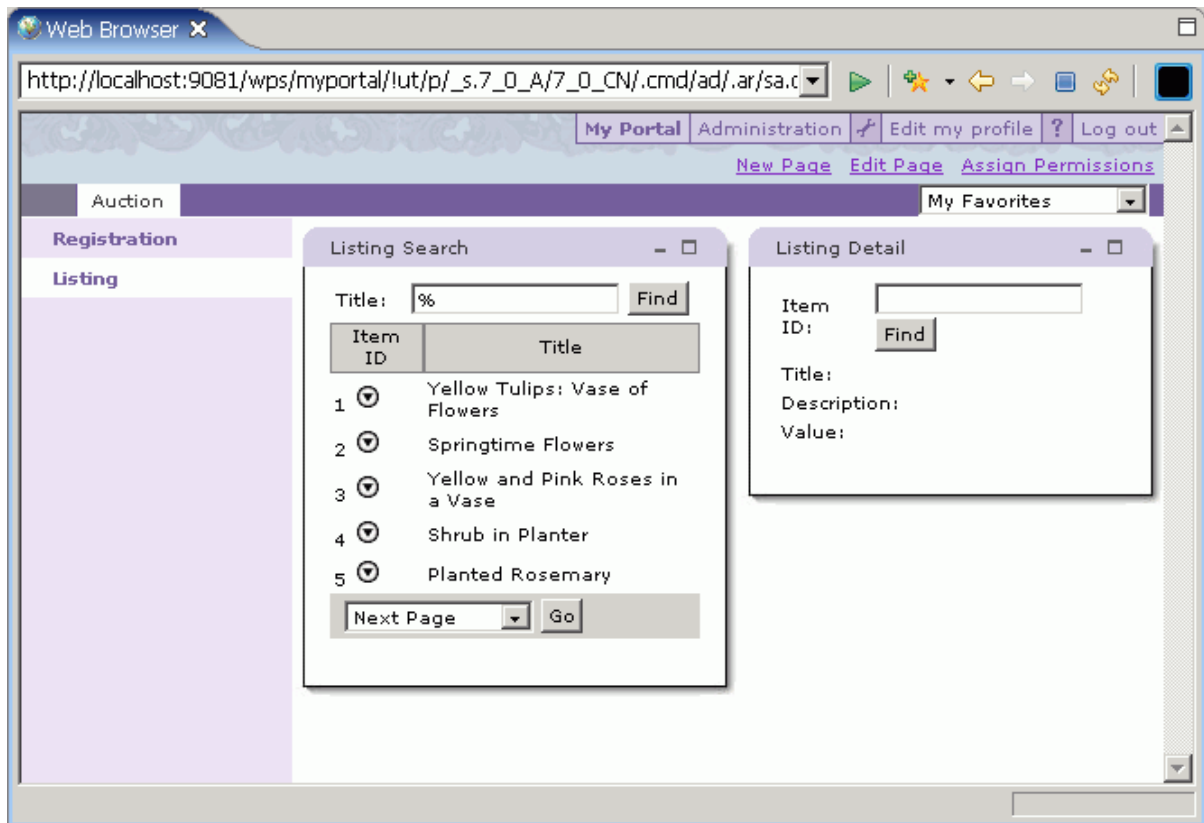 Web Browser
http://localhost:9081/wps/myportal/!ut/p/_s.7_0_A/7_0_CN/.cmd/ad/.ar/sa.c
My Portal Administration Edit my profile ? Log out
New Page Edit Page Assign Permissions
Auction
My Favorites
Registration
Listing
Listing Search
Title: % Find
Item
ID
Title
1 Yellow Tulips: Vase of
Flowers
2 Springtime Flowers
3 Yellow and Pink Roses in
a Vase
4 Shrub in Planter
5 Planted Rosemary
Next Page Go
Listing Detail
Item
ID:
Find
Title:
Description:
Value: